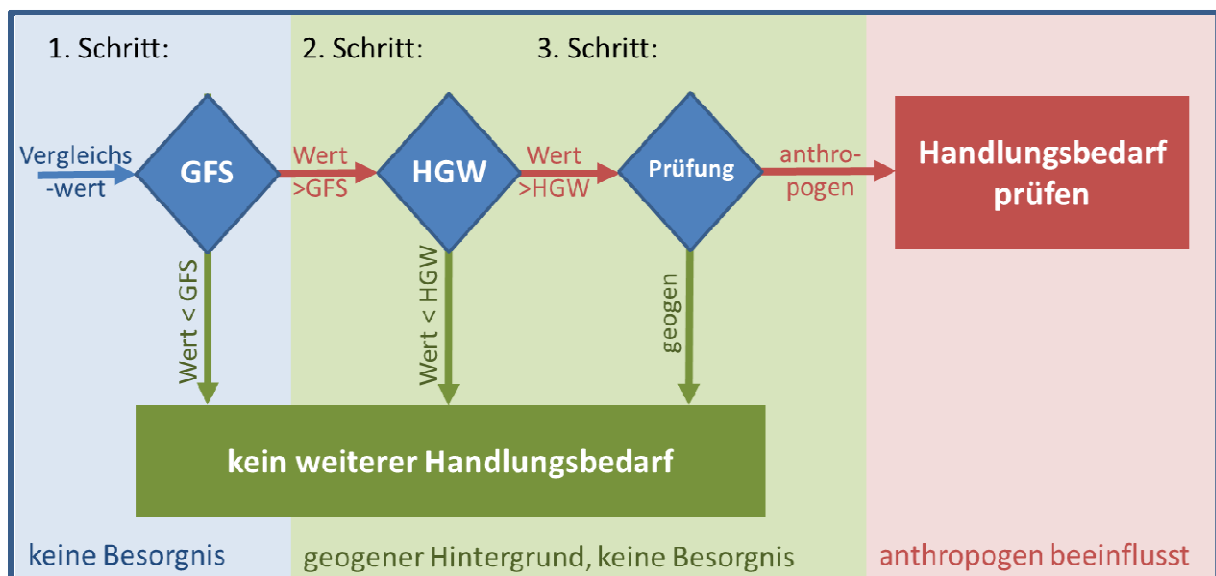 1. Schritt:
2. Schritt:
3. Schritt:
Vergleichs
-wert
GFS
Wert
>GFS
HGW
Wert
>HGW
Prüfung
anthro-
pogen
Handlungsbedarf
prüfen
Wert < GFS
Wert < HGW
geogen
kein weiterer Handlungsbedarf
keine Besorgnis
geogener Hintergrund, keine Besorgnis
anthropogen beeinflusst